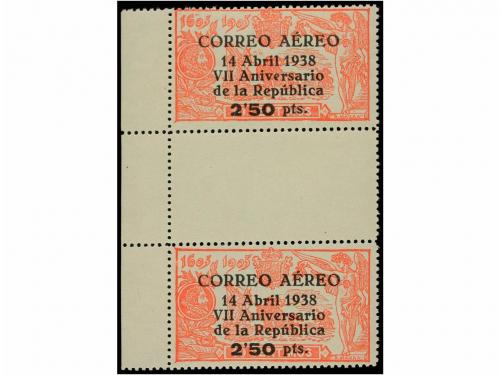 1605 1905
CORREO AÉREO
14 Abril 1938
VII Aniversario
de la República
2'50 pts.
1605 1905
CORREO AÉREO
14 Abril 1938
VII Aniversario
de la República
2'50 pts.